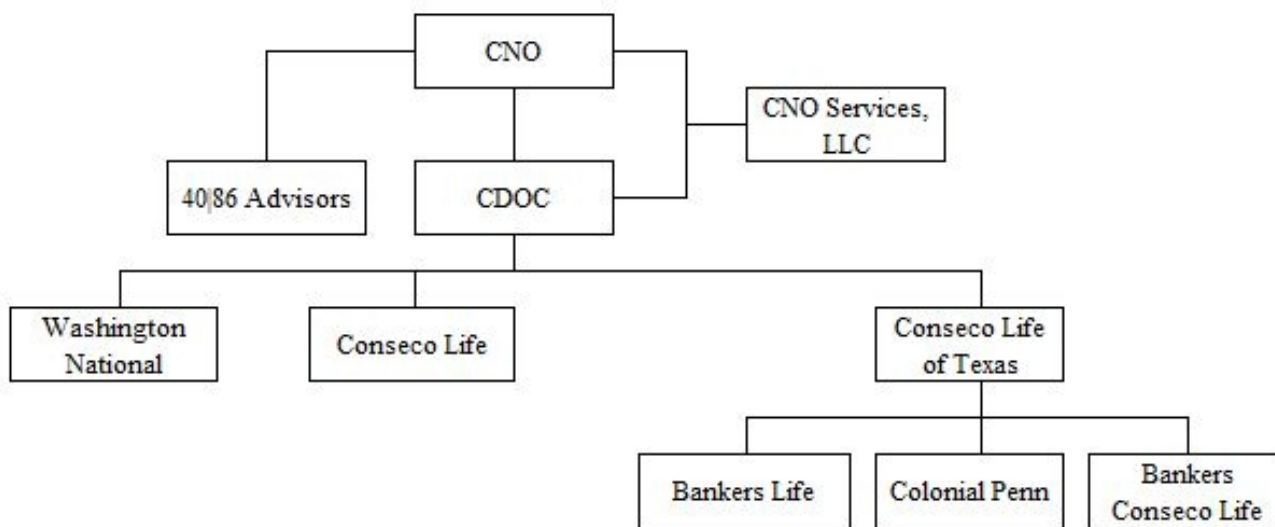 CNO
CNO Services,
LLC
40|86 Advisors
CDOC
Washington
National
Conseco Life
Conseco Life
of Texas
Bankers Life
Colonial Penn
Bankers
Conseco Life